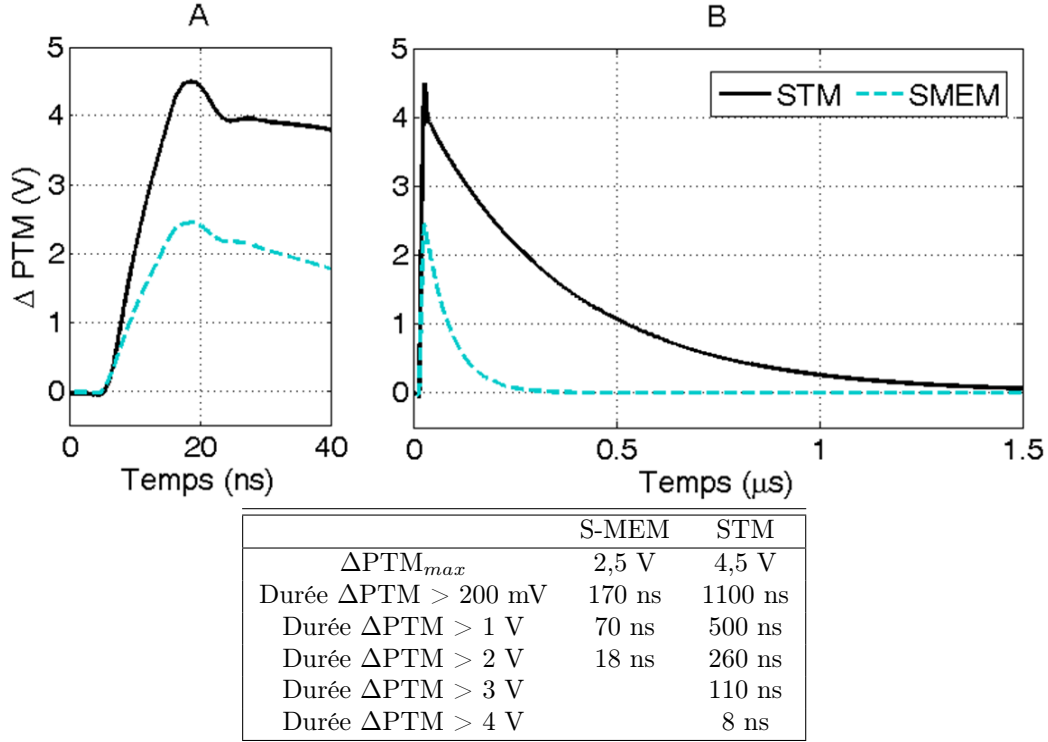 A
B
Δ PTM (V)
5
4
3
2
1
0
0
20
40
Temps (ns)
5
4
3
2
1
0
0
0.5
1
1.5
Temps (μs)
STM
SMEM
S-MEM STM
ΔPTMmax 2,5 V 4,5 V
Durée ΔPTM > 200 mV 170 ns 1100 ns
Durée ΔPTM > 1 V 70 ns 500 ns
Durée ΔPTM > 2 V 18 ns 260 ns
Durée ΔPTM > 3 V 110 ns
Durée ΔPTM > 4 V 8 ns